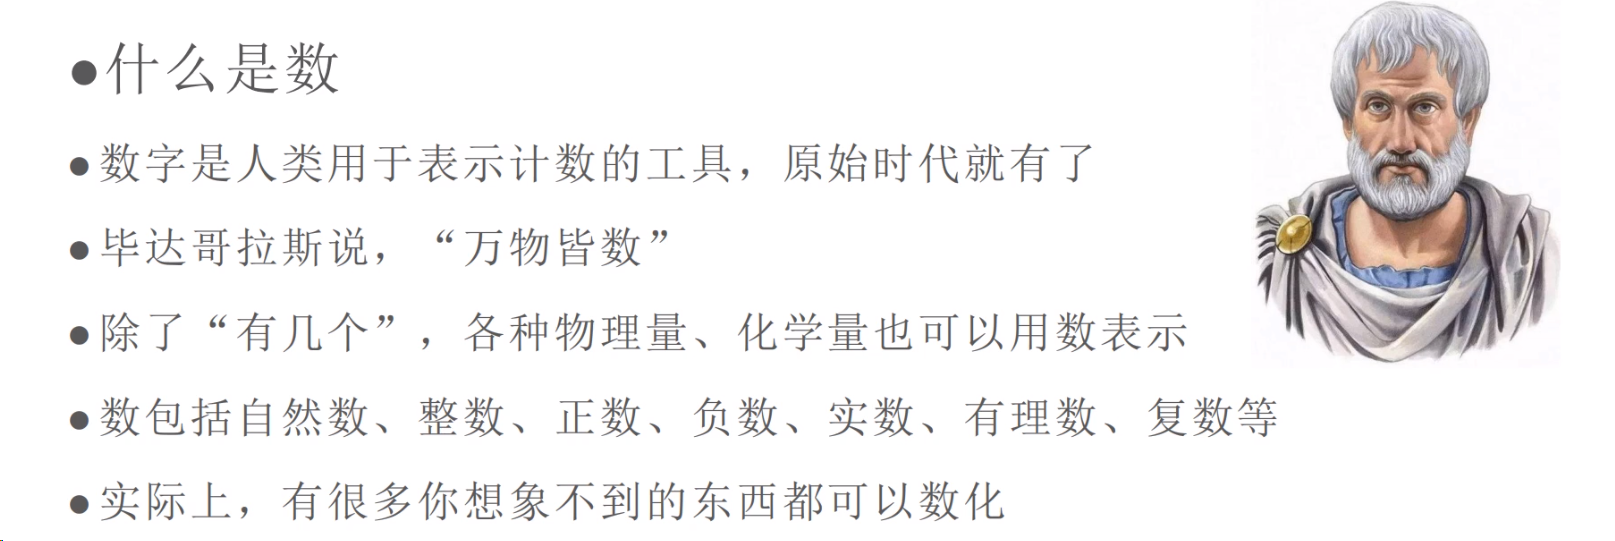 ●什么是数
●数字是人类用于表示计数的工具，原始时代就有了
●毕达哥拉斯说，“万物皆数”
●除了“有几个”，各种物理量、化学量也可以用数表示
●数包括自然数、整数、正数、负数、实数、有理数、复数等
●实际上，有很多你想象不到的东西都可以数化